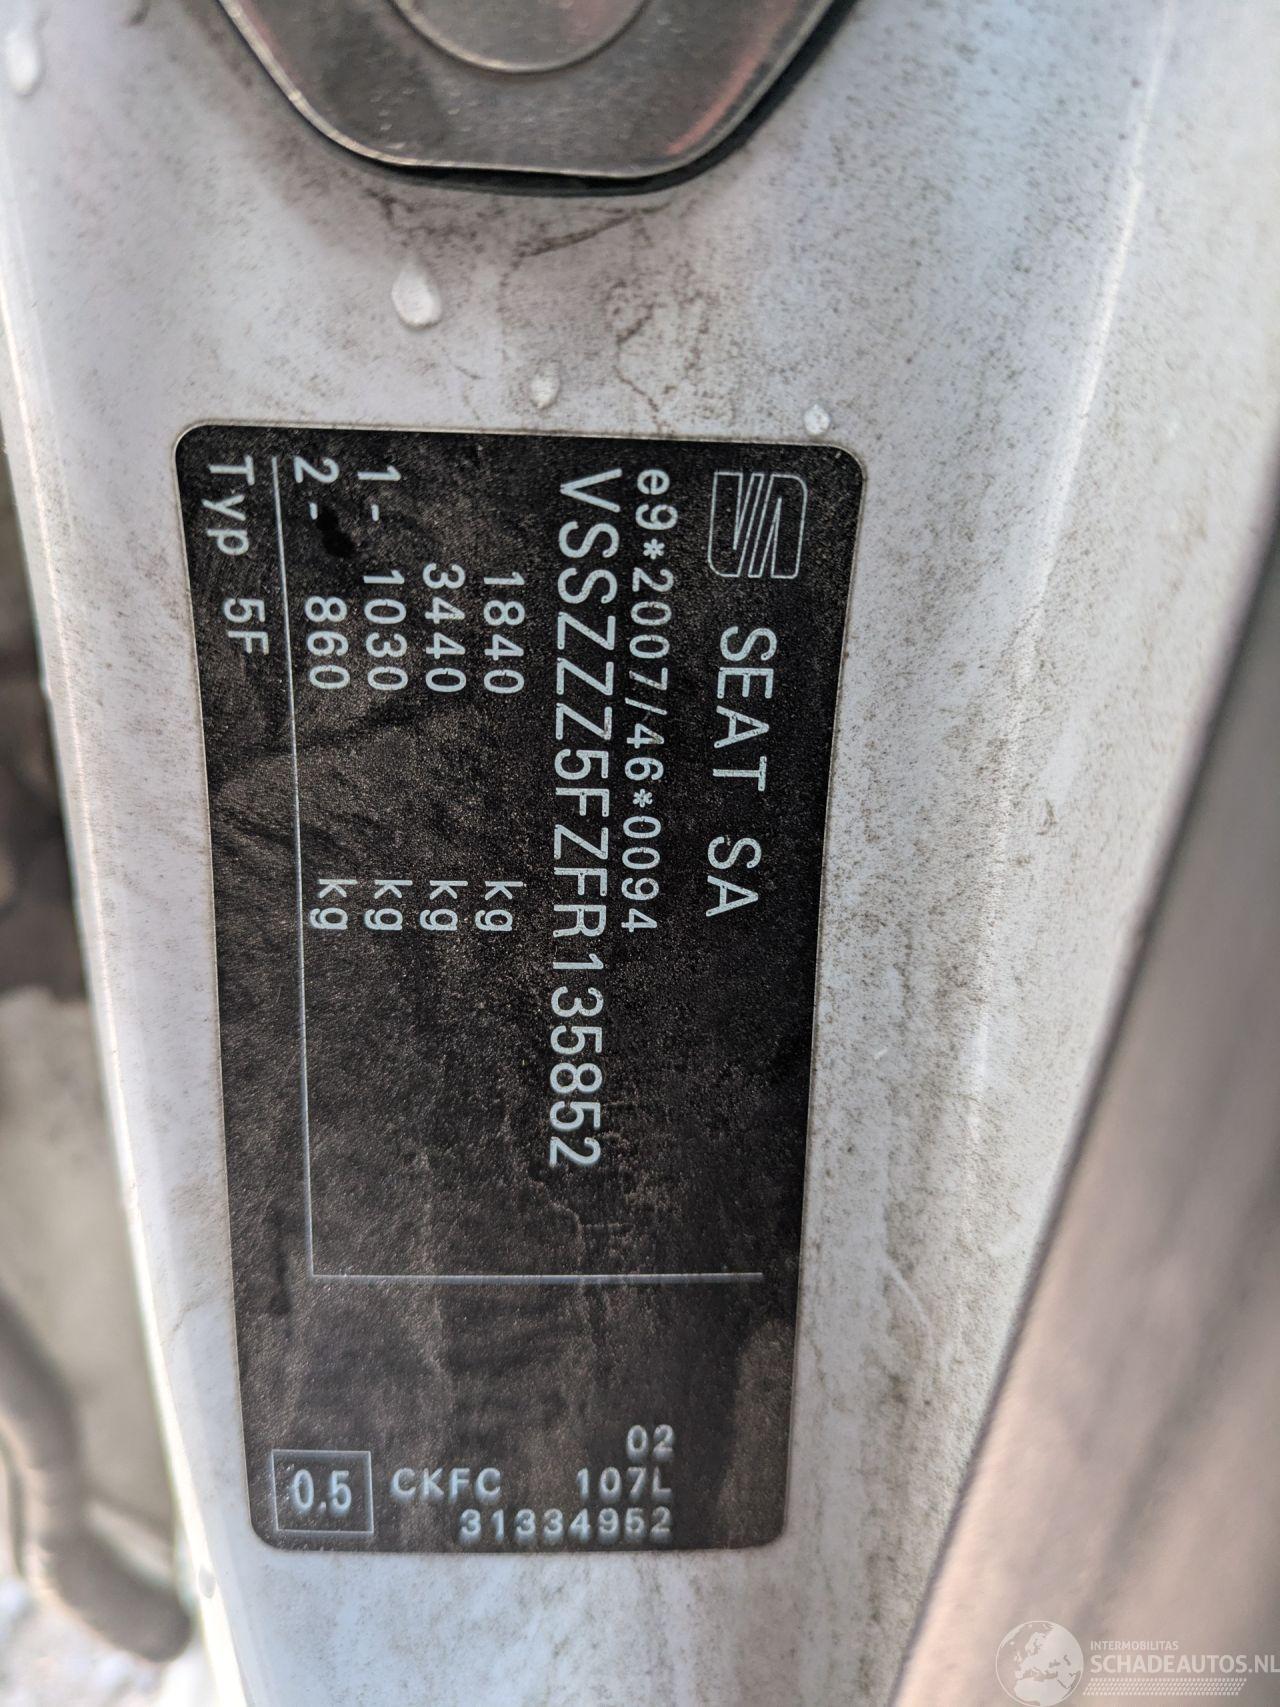 SEAT SA
e9*2007/46*0094
VSSZZZ5FZFR135852
1840 kg
3440 kg
1- 1030 kg
2- 860 kg
Typ 5F
02
107L
31334952
CKFC
0.5
INTERMOBILITAS
SCHADEAUTOS.NL